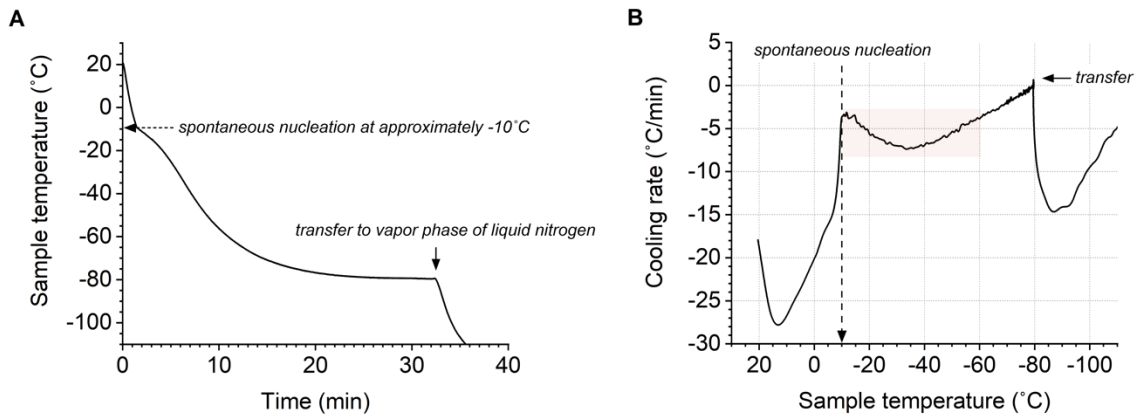 A
Sample temperature (˚C)
20
0
-20
-40
-60
-80
-100
spontaneous nucleation at approximately -10˚C
transfer to vapor phase of liquid nitrogen
0
10
20
30
40
Time (min)
B
Cooling rate (˚C/min)
5
0
-5
-10
-15
-20
-25
-30
spontaneous nucleation
transfer
20
0
-20
-40
-60
-80
-100
Sample temperature (˚C)